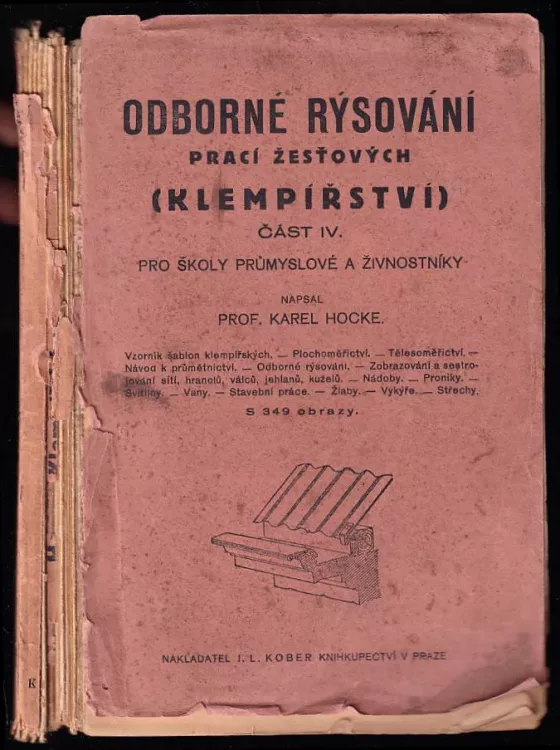 ODBORNÉ RÝSOVÁNÍ
PRACÍ ŽESŤOVÝCH
(KLEMPÍŘSTVÍ)
ČÁST IV.
PRO ŠKOLY PRŮMYSLOVÉ A ŽIVNOSTNÍKY
NAPSAL
PROF. KAREL HOCKE.
Vzorník šablon klempířských. — Plochoměřictví. — Tělesoměřictví. —
Návod k průmětnictví. — Odborné rýsování. — Zobrazování a sestro-
jování sítí, hranolů, válců, jehlanů, kuželů. — Nádoby. — Proniky. —
Svítilny. — Vany. — Stavební práce. — Žlaby. — Vykýře. — Střechy.
S 349 obrazy.
NAKLADATEL I. L. KOBER KNIHKUPECTVÍ V PRAZE
K